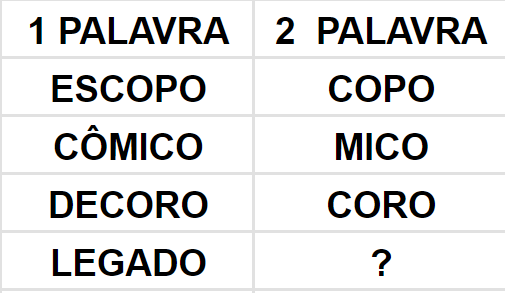 1 PALAVRA 2 PALAVRA
ESCOPO COPO
CÔMICO MICO
DECORO CORO
LEGADO ?